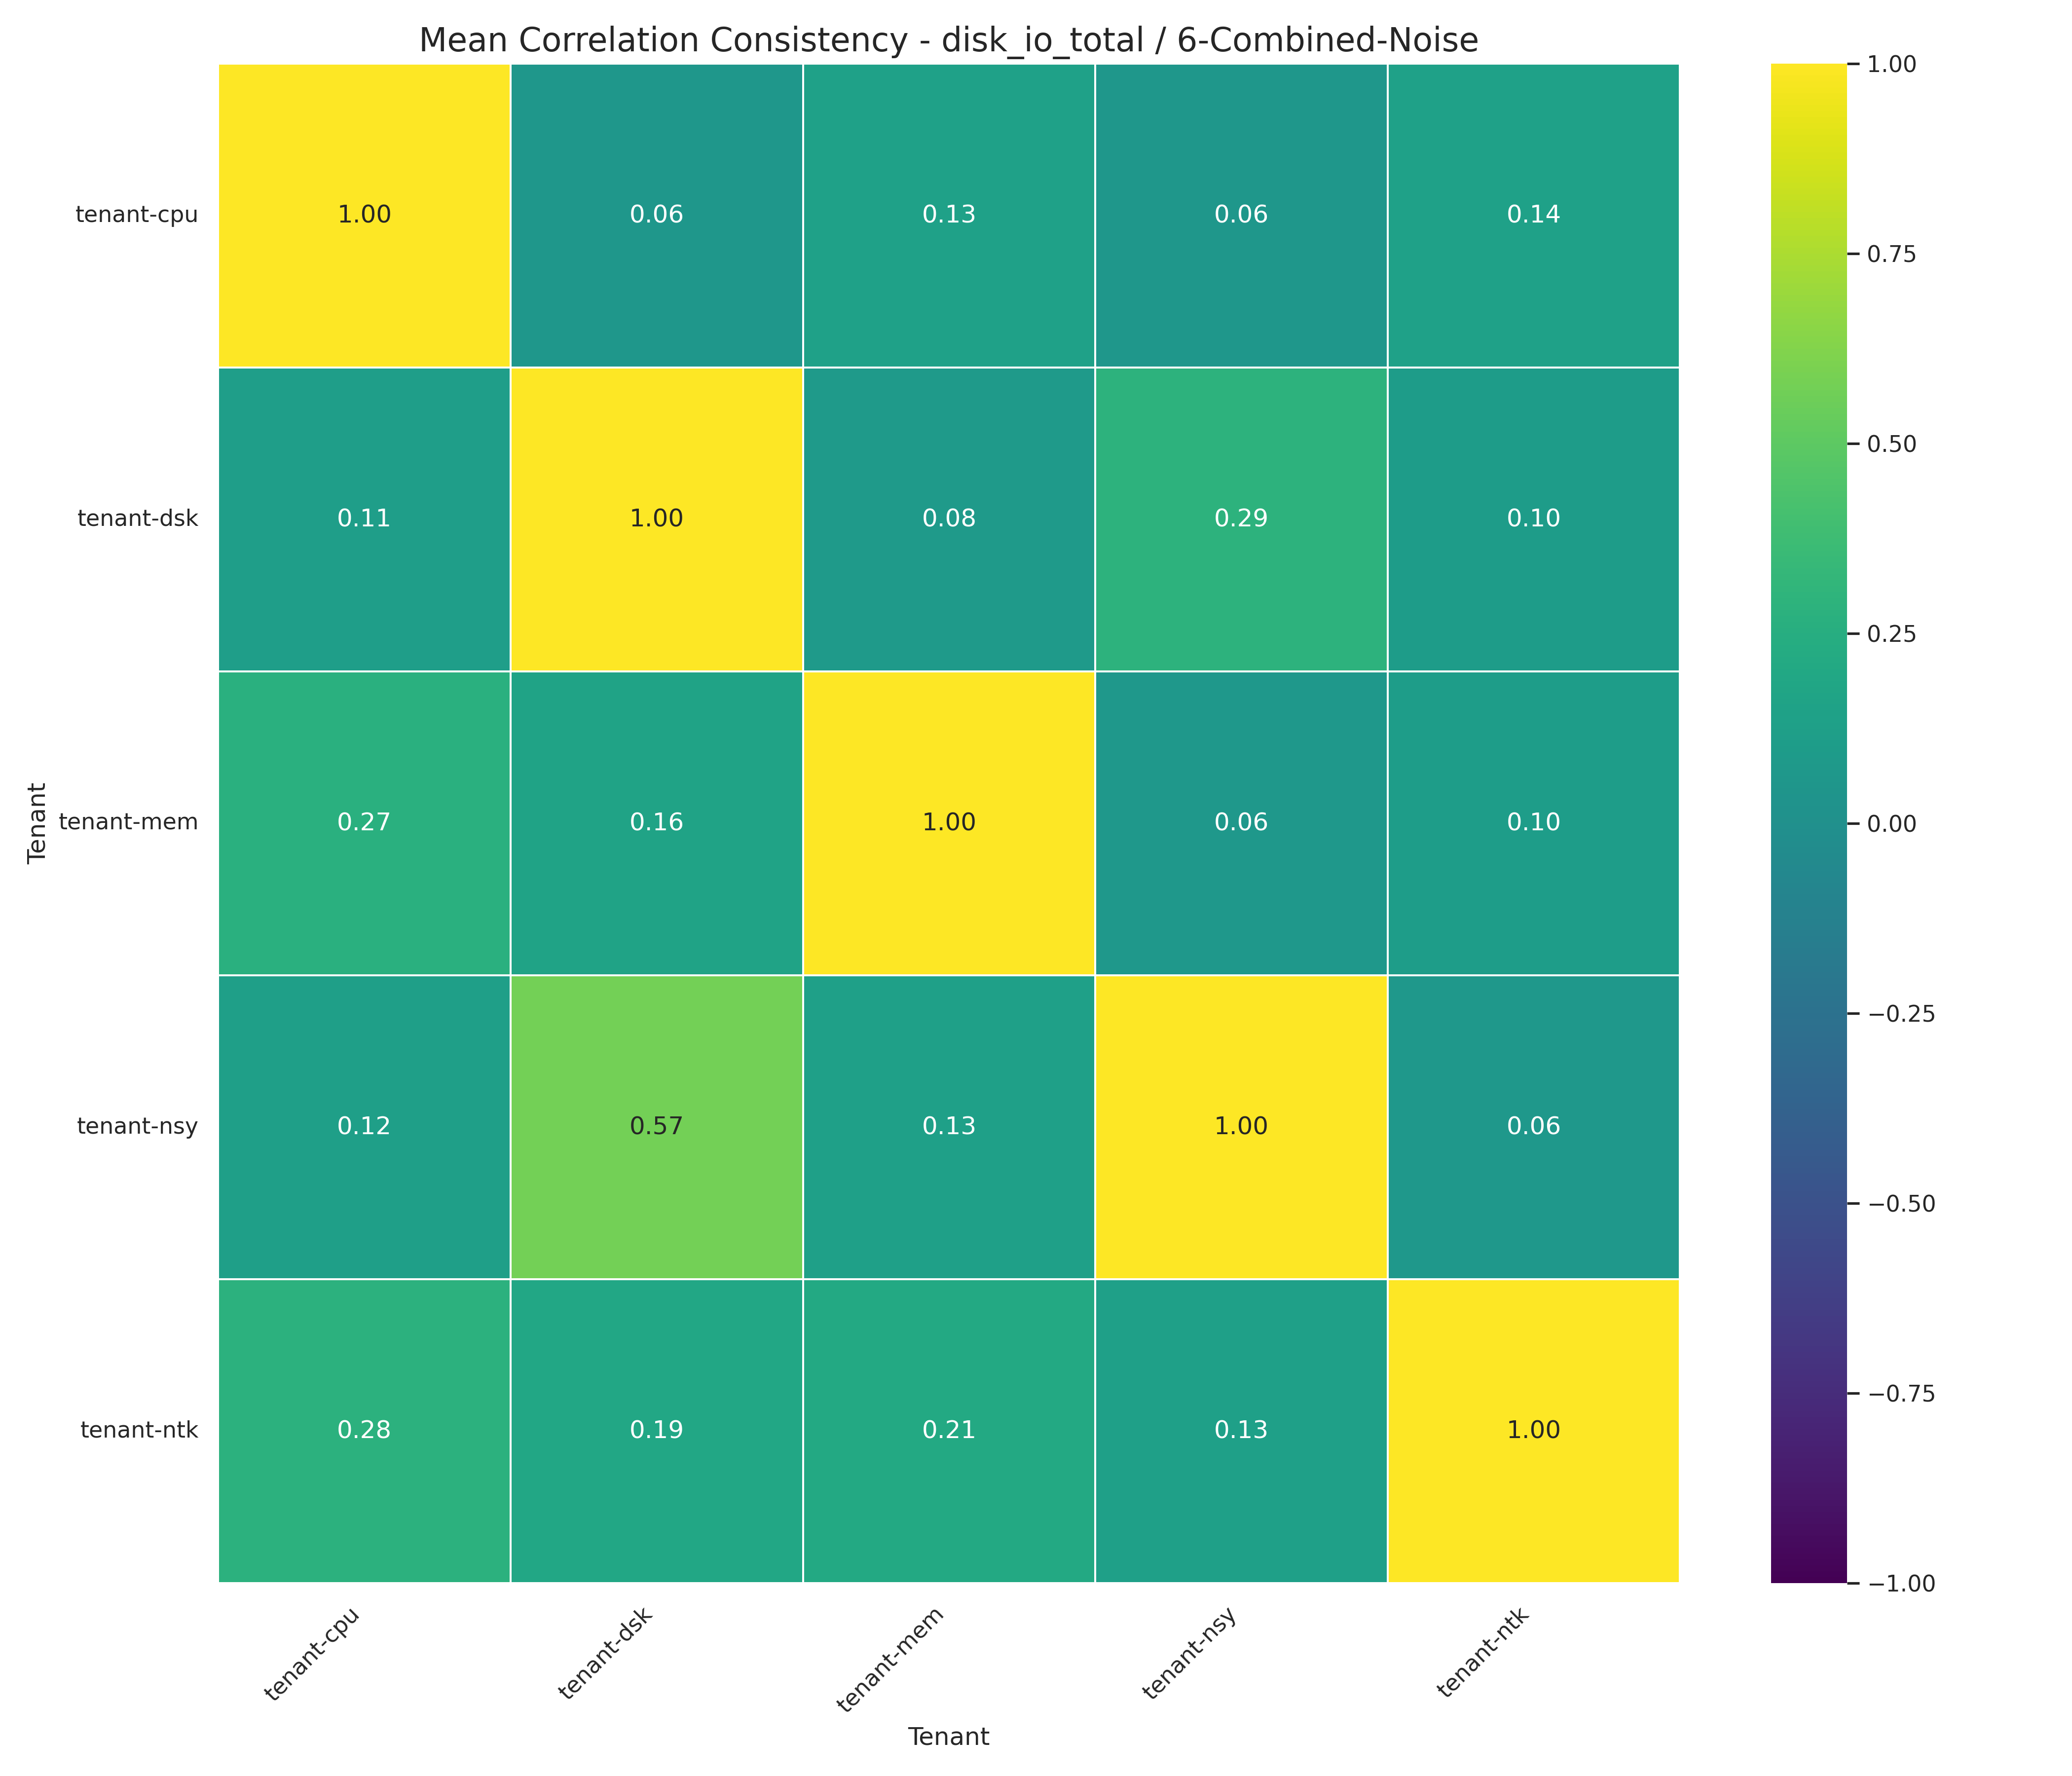 Mean Correlation Consistency - disk_io_total / 6-Combined-Noise
Tenant
tenant-cpu
1.00 0.06 0.13 0.06 0.14
tenant-dsk
0.11 1.00 0.08 0.29 0.10
tenant-mem
0.27 0.16 1.00 0.06 0.10
tenant-nsy
0.12 0.57 0.13 1.00 0.06
tenant-ntk
0.28 0.19 0.21 0.13 1.00
tenant-cpu
tenant-dsk
tenant-mem
tenant-nsy
tenant-ntk
Tenant
1.00
0.75
0.50
0.25
0.00
−0.25
−0.50
−0.75
−1.00